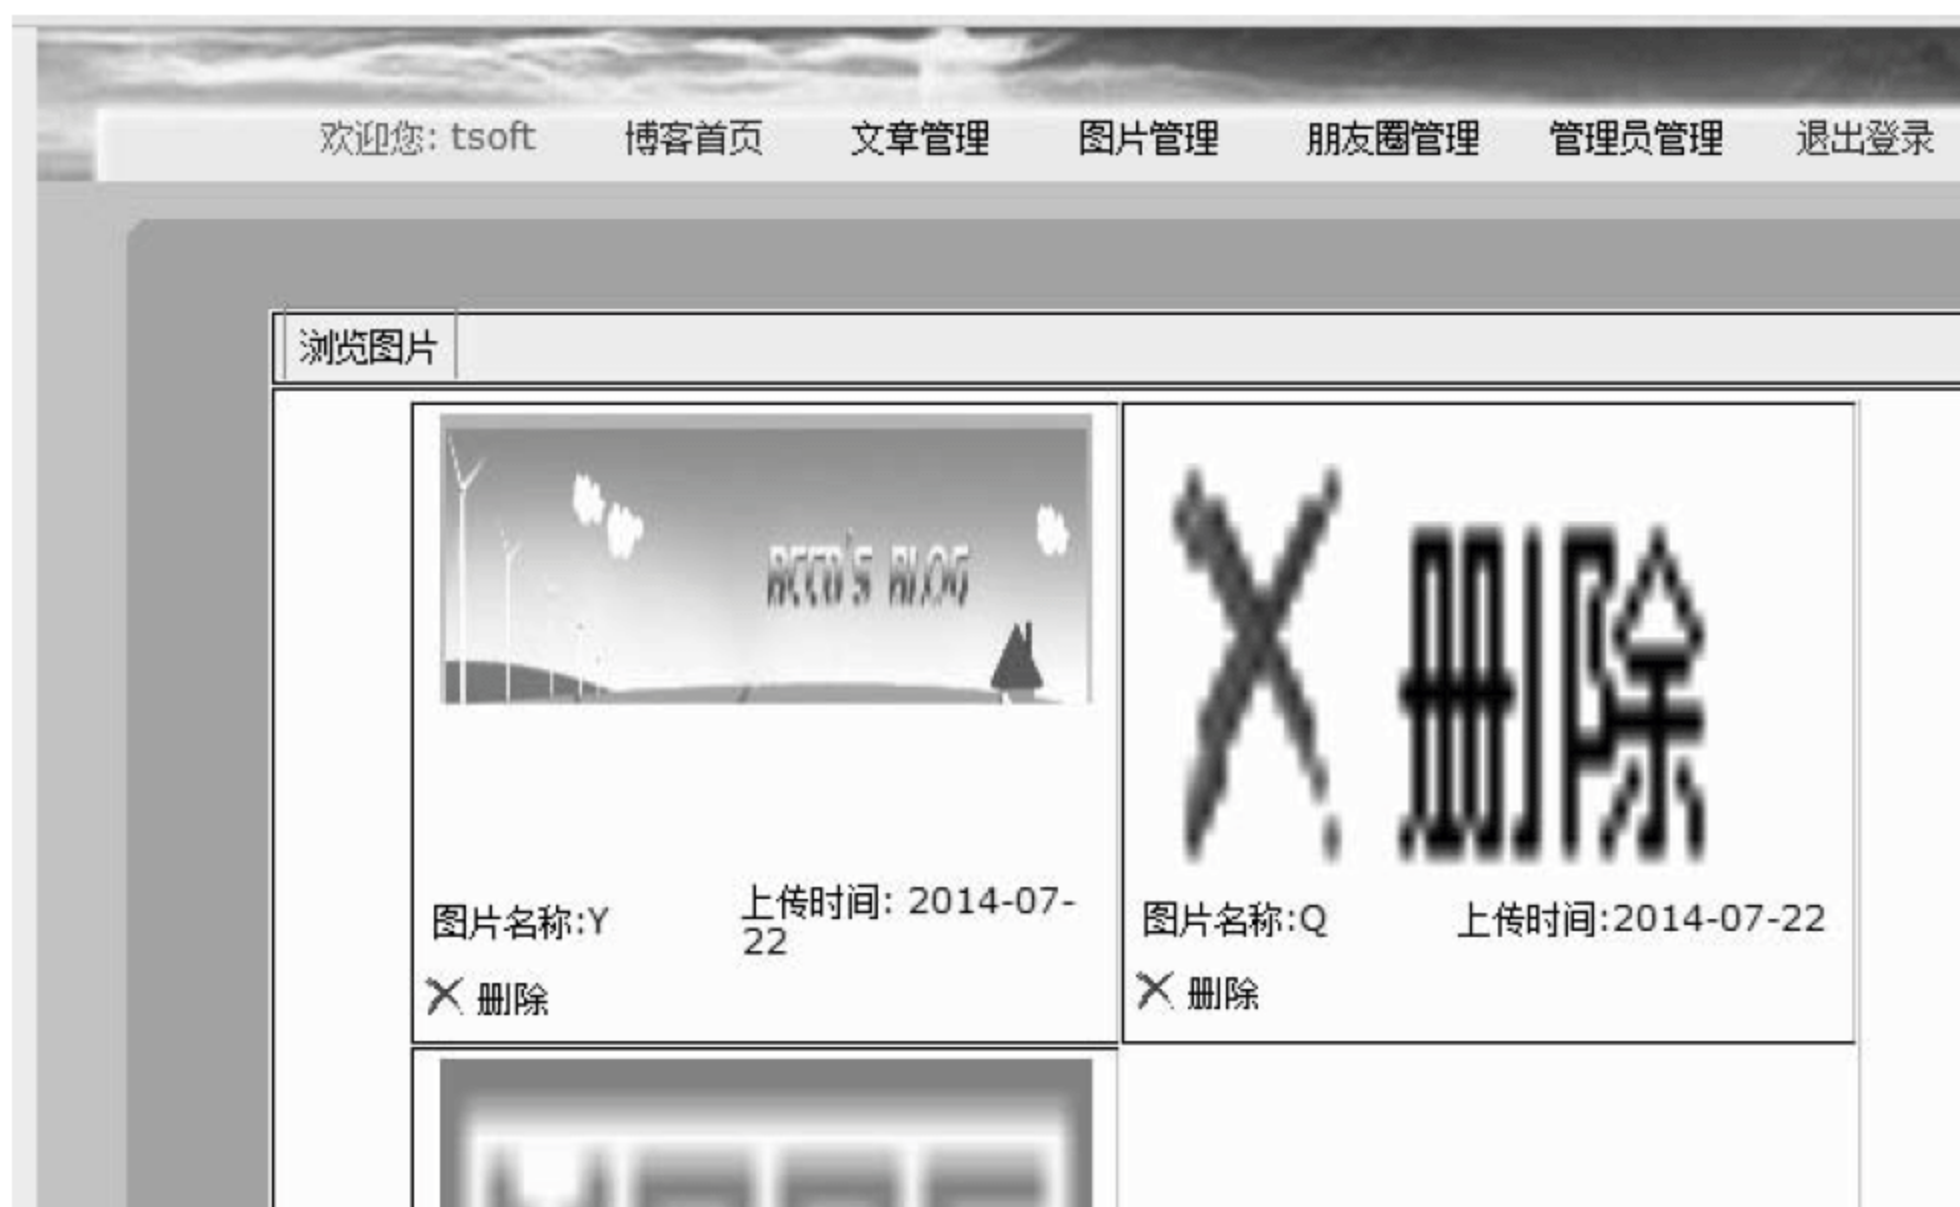 欢迎您: tsoft 博客首页 文章管理 图片管理 朋友圈管理 管理员管理 退出登录
浏览图片
REED'S BLOG
删除
图片名称:Y
上传时间: 2014-07-
22
删除
图片名称:Q 上传时间:2014-07-22
删除